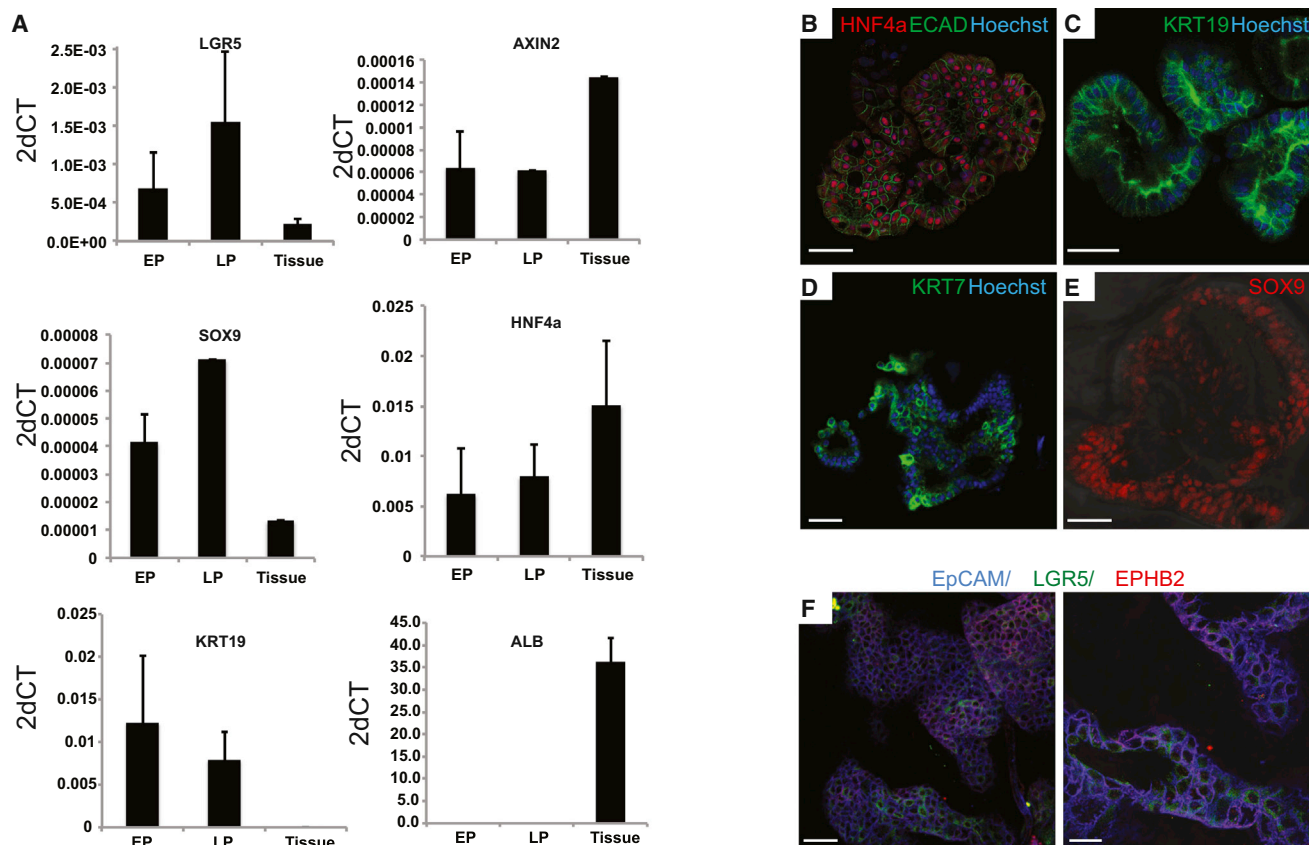 A
LGR5
2dCT
2.5E-03
2.0E-03
1.5E-03
1.0E-03
5.0E-04
0.0E+00
EP LP Tissue
AXIN2
2dCT
0.00016
0.00014
0.00012
0.0001
0.00008
0.00006
0.00004
0.00002
0
EP LP Tissue
SOX9
2dCT
0.00008
0.00007
0.00006
0.00005
0.00004
0.00003
0.00002
0.00001
0
EP LP Tissue
HNF4a
2dCT
0.025
0.02
0.015
0.01
0.005
0
EP LP Tissue
KRT19
2dCT
0.025
0.02
0.015
0.01
0.005
0
EP LP Tissue
ALB
2dCT
45.0
40.0
35.0
30.0
25.0
20.0
15.0
10.0
5.0
0.0
EP LP Tissue
B HNF4a ECAD Hoechst
C KRT19 Hoechst
D KRT7 Hoechst
E SOX9
EpCAM/ LGR5/ EPHB2
F